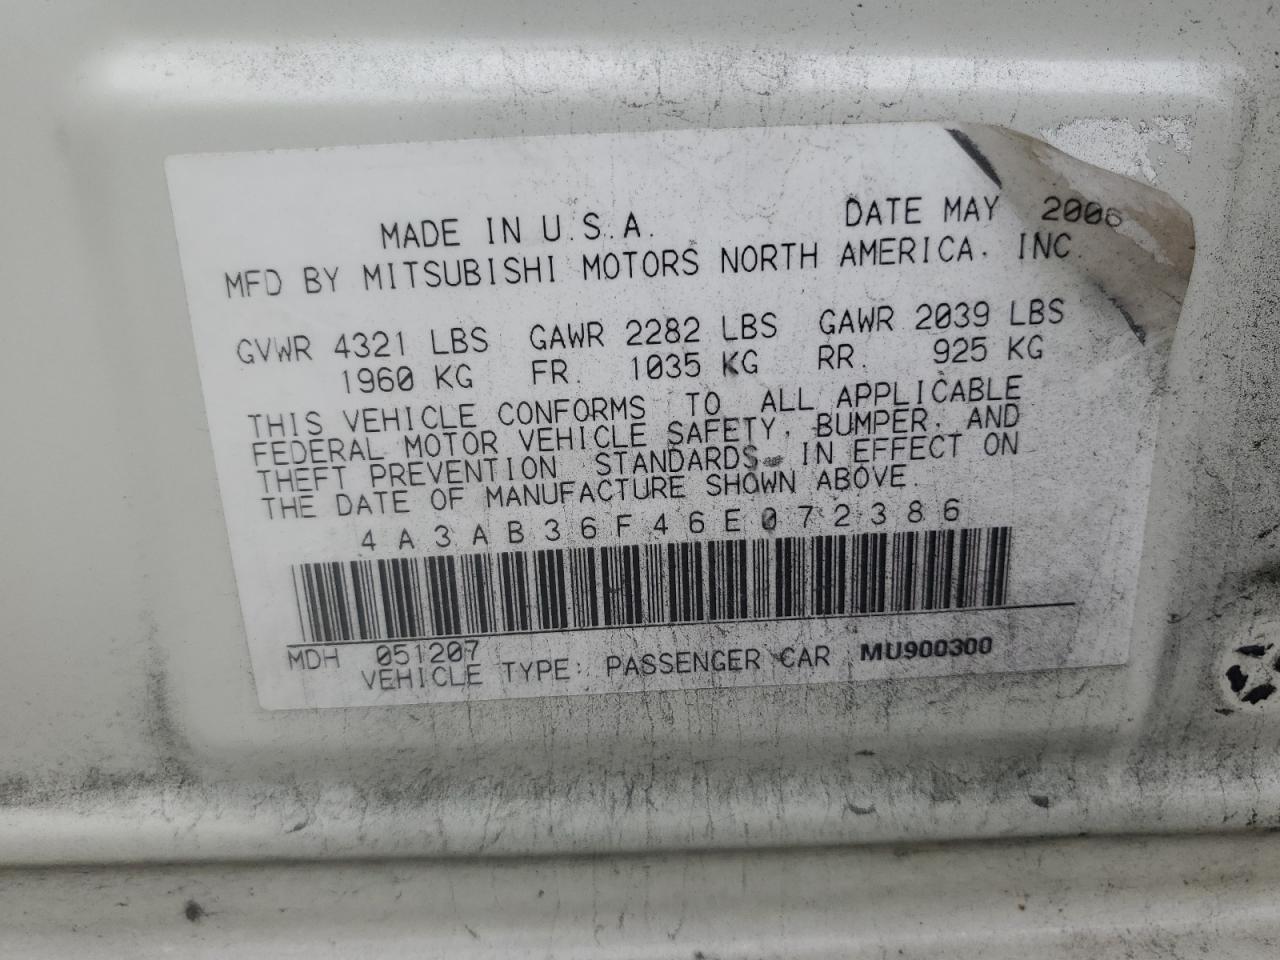 MADE IN U.S.A. DATE MAY 2006
MFD BY MITSUBISHI MOTORS NORTH AMERICA. INC.
GVWR 4321 LBS GAWR 2282 LBS GAWR 2039 LBS
1960 KG FR. 1035 KG RR. 925 KG
THIS VEHICLE CONFORMS TO ALL APPLICABLE
FEDERAL MOTOR VEHICLE SAFETY, BUMPER, AND
THEFT PREVENTION STANDARDS IN EFFECT ON
THE DATE OF MANUFACTURE SHOWN ABOVE.
4A3AB36F46E072386
MDH 051207
VEHICLE TYPE: PASSENGER CAR MU900300